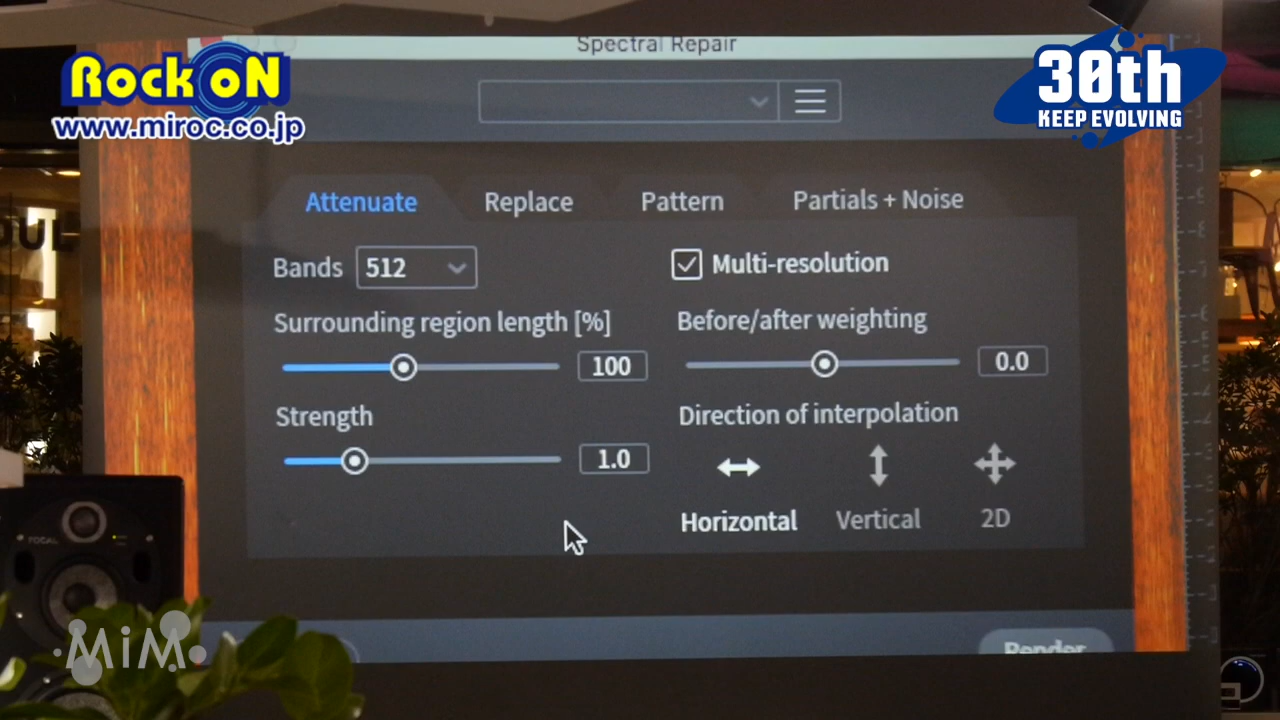 Spectral Repair
Rock oN
www.miroc.co.jp
30th
KEEP EVOLVING
Attenuate
Replace
Pattern
Partials + Noise
Bands 512
Multi-resolution
Surrounding region length [%]
100
Before/after weighting
0.0
Strength
1.0
Direction of interpolation
Horizontal
Vertical
2D
FOCAL
MiM
Render